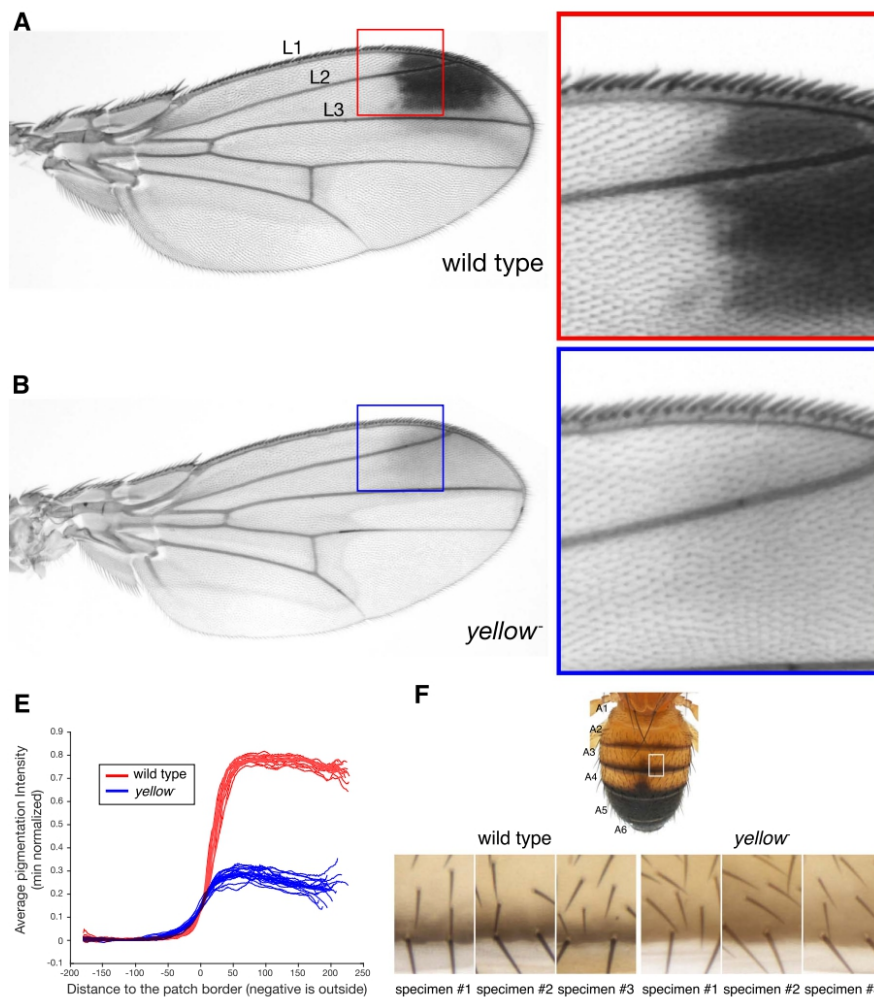 A
L1
L2
L3
wild type
B
yellow-
E
Average pigmentation Intensity
(min normalized)
0.9
0.8
0.7
0.6
0.5
0.4
0.3
0.2
0.1
0
-0.1
wild type
yellow-
-200 -150 -100 -50 0 50 100 150 200 250
Distance to the patch border (negative is outside)
F
A1
A2
A3
A4
A5
A6
wild type
yellow-
specimen #1 specimen #2 specimen #3 specimen #1 specimen #2 specimen #